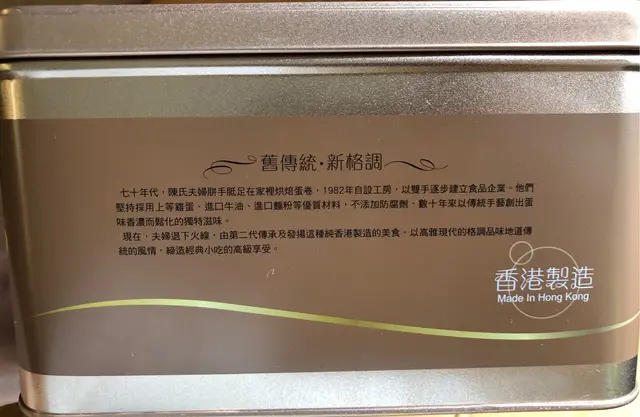 舊傳統·新格調
七十年代，陳氏夫婦胼手胝足在家裡烘焙蛋卷，1982年自設工房，以雙手逐步建立食品企業。他們
堅持採用上等雞蛋、進口牛油、進口麵粉等優質材料，不添加防腐劑，數十年來以傳統手藝創出蛋
味香濃而鬆化的獨特滋味。
現在，夫婦退下火線，由第二代傳承及發揚這種純香港製造的美食，以高雅現代的格調品味地道傳
統的風情，締造經典小吃的高級享受。
香港製造
Made In Hong Kong